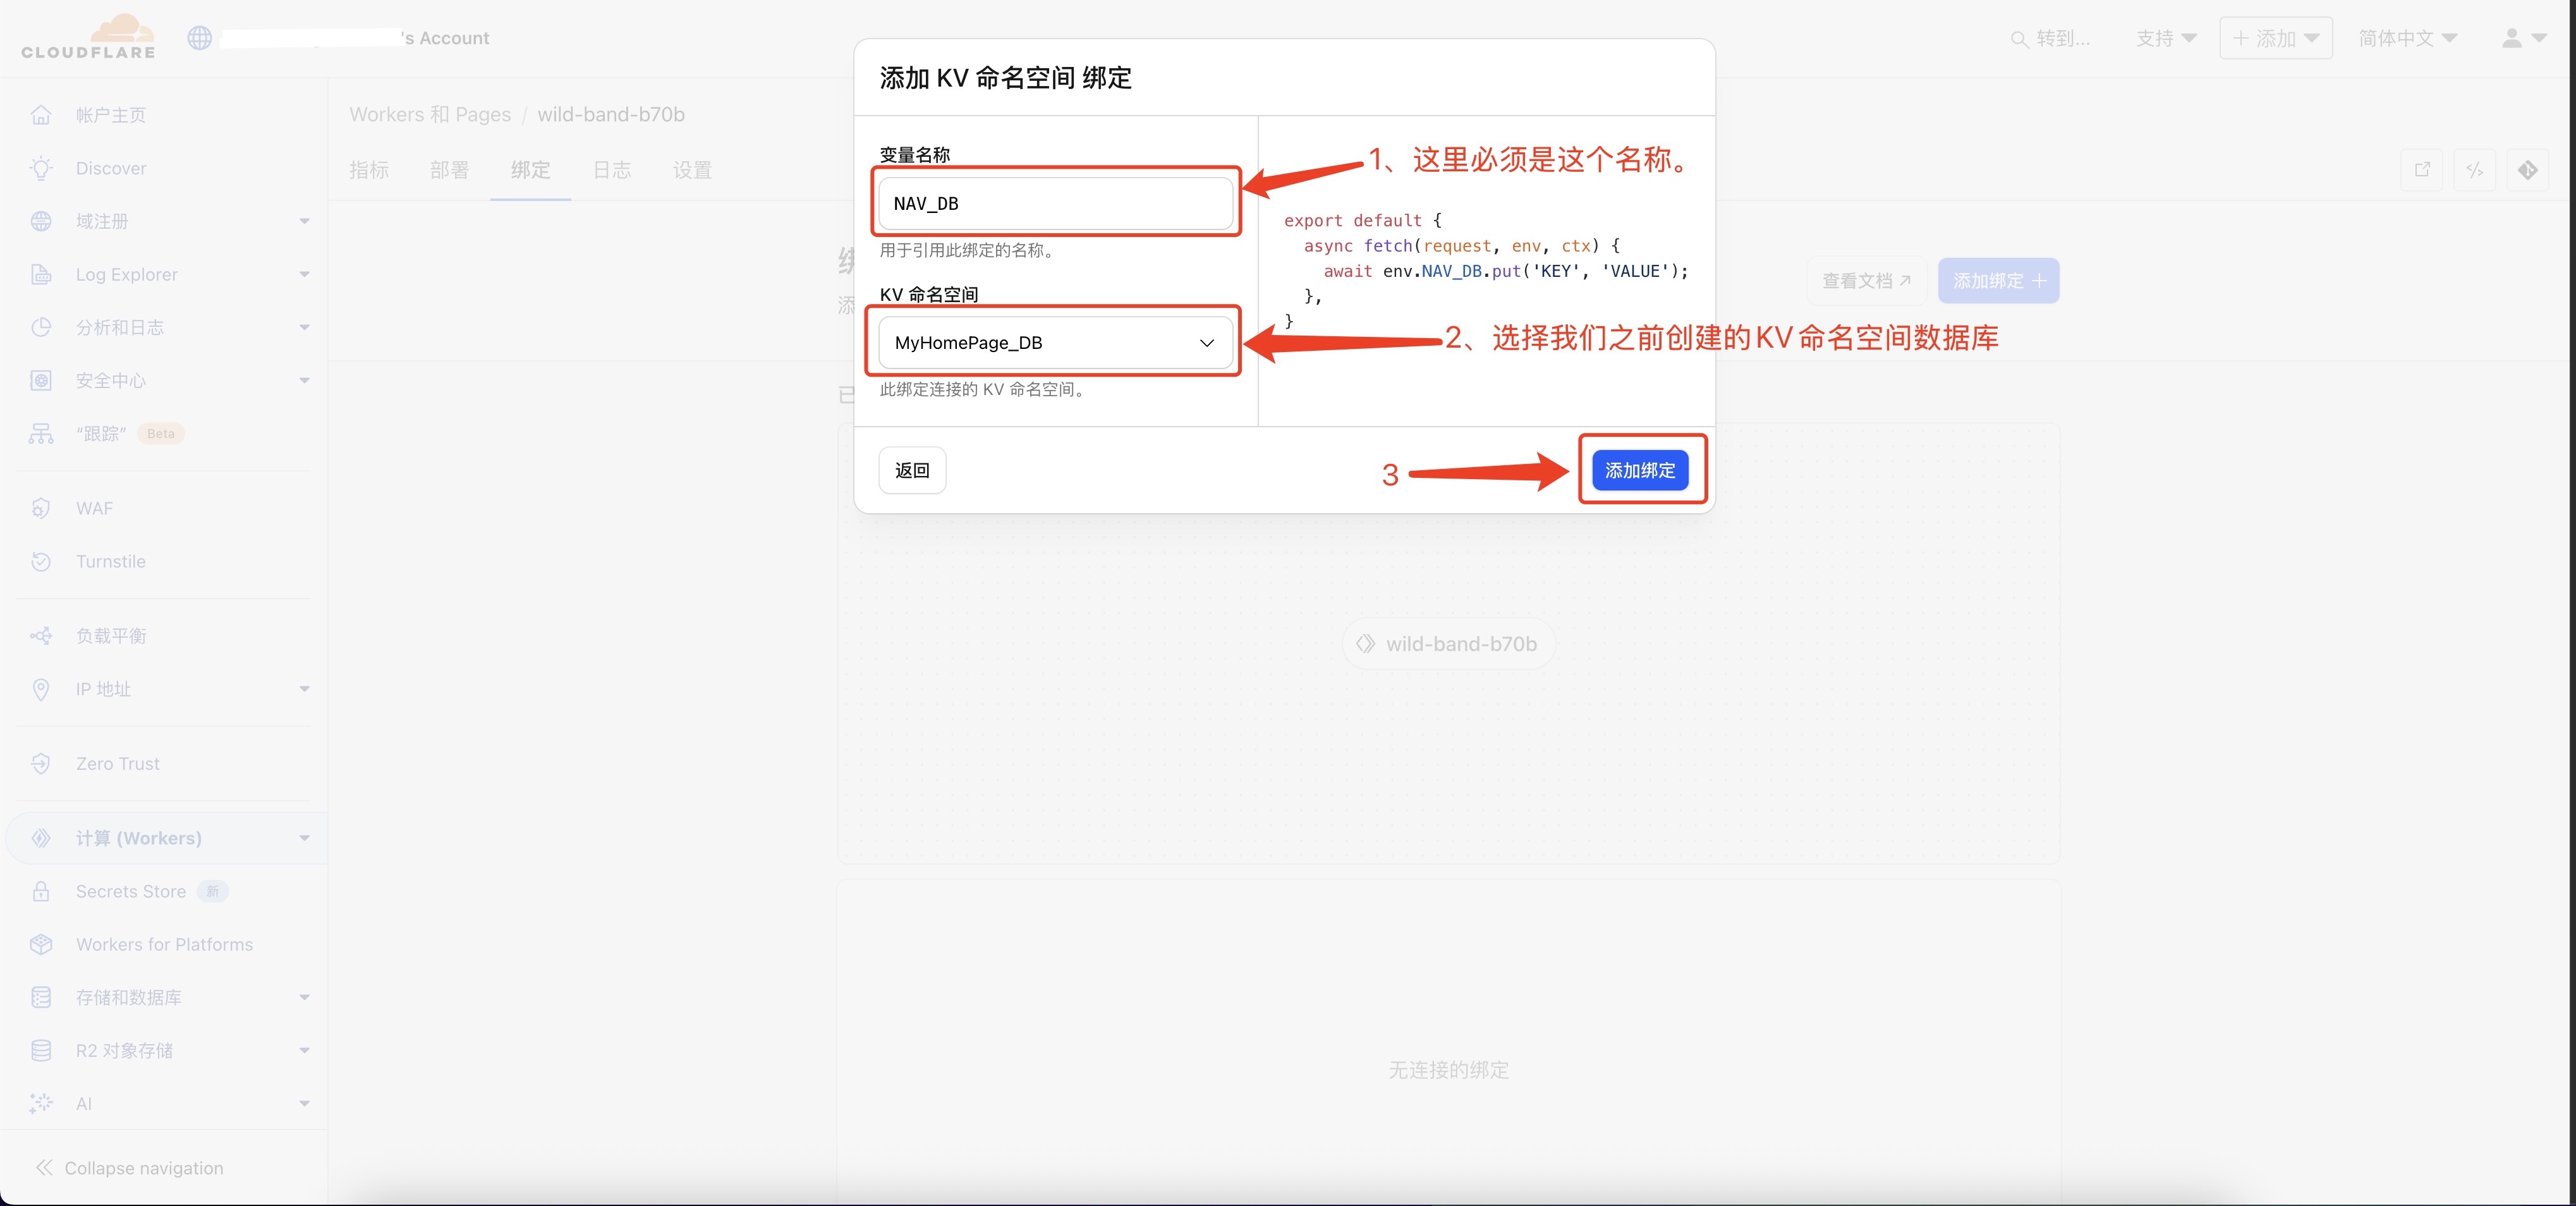 CLOUDFLARE
's Account
转到...
支持
添加
简体中文
帐户主页
Discover
域注册
Log Explorer
分析和日志
安全中心
“跟踪” Beta
WAF
Turnstile
负载平衡
IP 地址
Zero Trust
计算 (Workers)
Secrets Store 新
Workers for Platforms
存储和数据库
R2 对象存储
AI
Collapse navigation
Workers 和 Pages / wild-band-b70b
指标 部署 绑定 日志 设置
查看文档
添加绑定
添加 KV 命名空间 绑定
变量名称
NAV_DB
用于引用此绑定的名称。
KV 命名空间
MyHomePage_DB
此绑定连接的 KV 命名空间。
1、这里必须是这个名称。
export default {
async fetch(request, env, ctx) {
await env.NAV_DB.put('KEY', 'VALUE');
},
}
2、选择我们之前创建的KV命名空间数据库
返回
3
添加绑定
wild-band-b70b
无连接的绑定